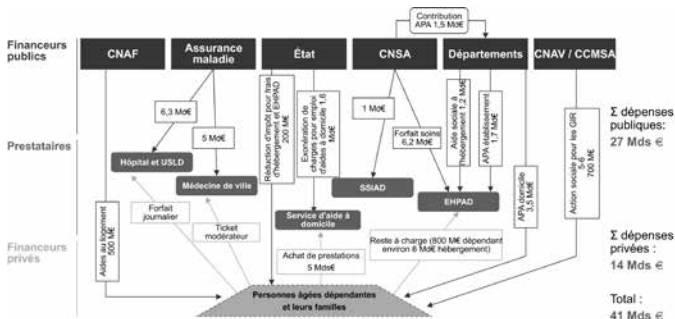 Contribution
APA 1,5 Md€
Financeurs
publics
CNAF
Assurance
maladie
État
CNSA
Départements
CNAV / CCMSA
6,3 Md€
5 Md€
Réduction d'impôt pour frais
d'hébergement et EHPAD
200 M€
Exonération de
charges pour emploi
d'aides à domicile 1,6
Md€
1 Md€
Forfait soins
6,2 Md€
Aide sociale à
hébergement 1,2 Md€
APA établissement
1,7 Md€
APA domicile
3,5 Md€
Action sociale pour les GIR
5-6
700 M€
Σ dépenses
publiques:
27 Mds €
Prestataires
Hôpital et USLD
Médecine de ville
SSIAD
EHPAD
Service d'aide à
domicile
Forfait
journalier
Ticket
modérateur
Aides au logement
500 M€
Financeurs
privés
Achat de prestations
5 Mds€
Reste à charge (800 M€ dépendant
environ 8 Md€ hébergement)
Σ dépenses
privées :
14 Mds €
Personnes âgées dépendantes
et leurs familles
Total :
41 Mds €